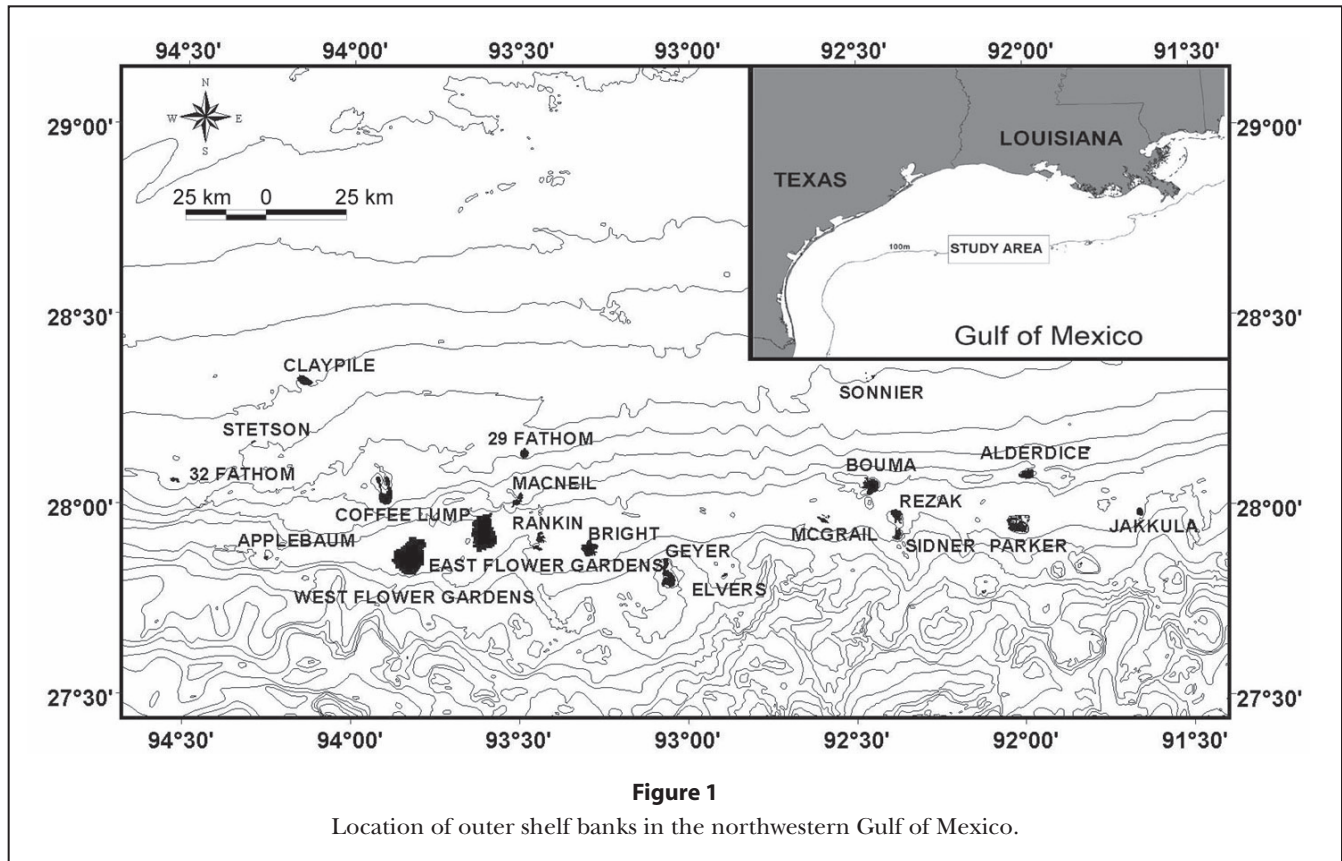 94°30' 94°00' 93°30' 93°00' 92°30' 92°00' 91°30'
29°00' 29°00'
N
W E
S
25 km 0 25 km
LOUISIANA
TEXAS
100m
STUDY AREA
Gulf of Mexico
28°30' 28°30'
CLAYPILE
SONNIER
STETSON
29 FATHOM
ALDERDICE
BOUMA
32 FATHOM
MACNEIL
28°00' 28°00'
REZAK
COFFEE LUMP
RANKIN
BRIGHT
MCGRAIL
SIDNER
PARKER
JAKKULA
APPLEBAUM
GEYER
EAST FLOWER GARDENS
ELVERS
WEST FLOWER GARDENS
27°30' 27°30'
94°30' 94°00' 93°30' 93°00' 92°30' 92°00' 91°30'
Figure 1
Location of outer shelf banks in the northwestern Gulf of Mexico.